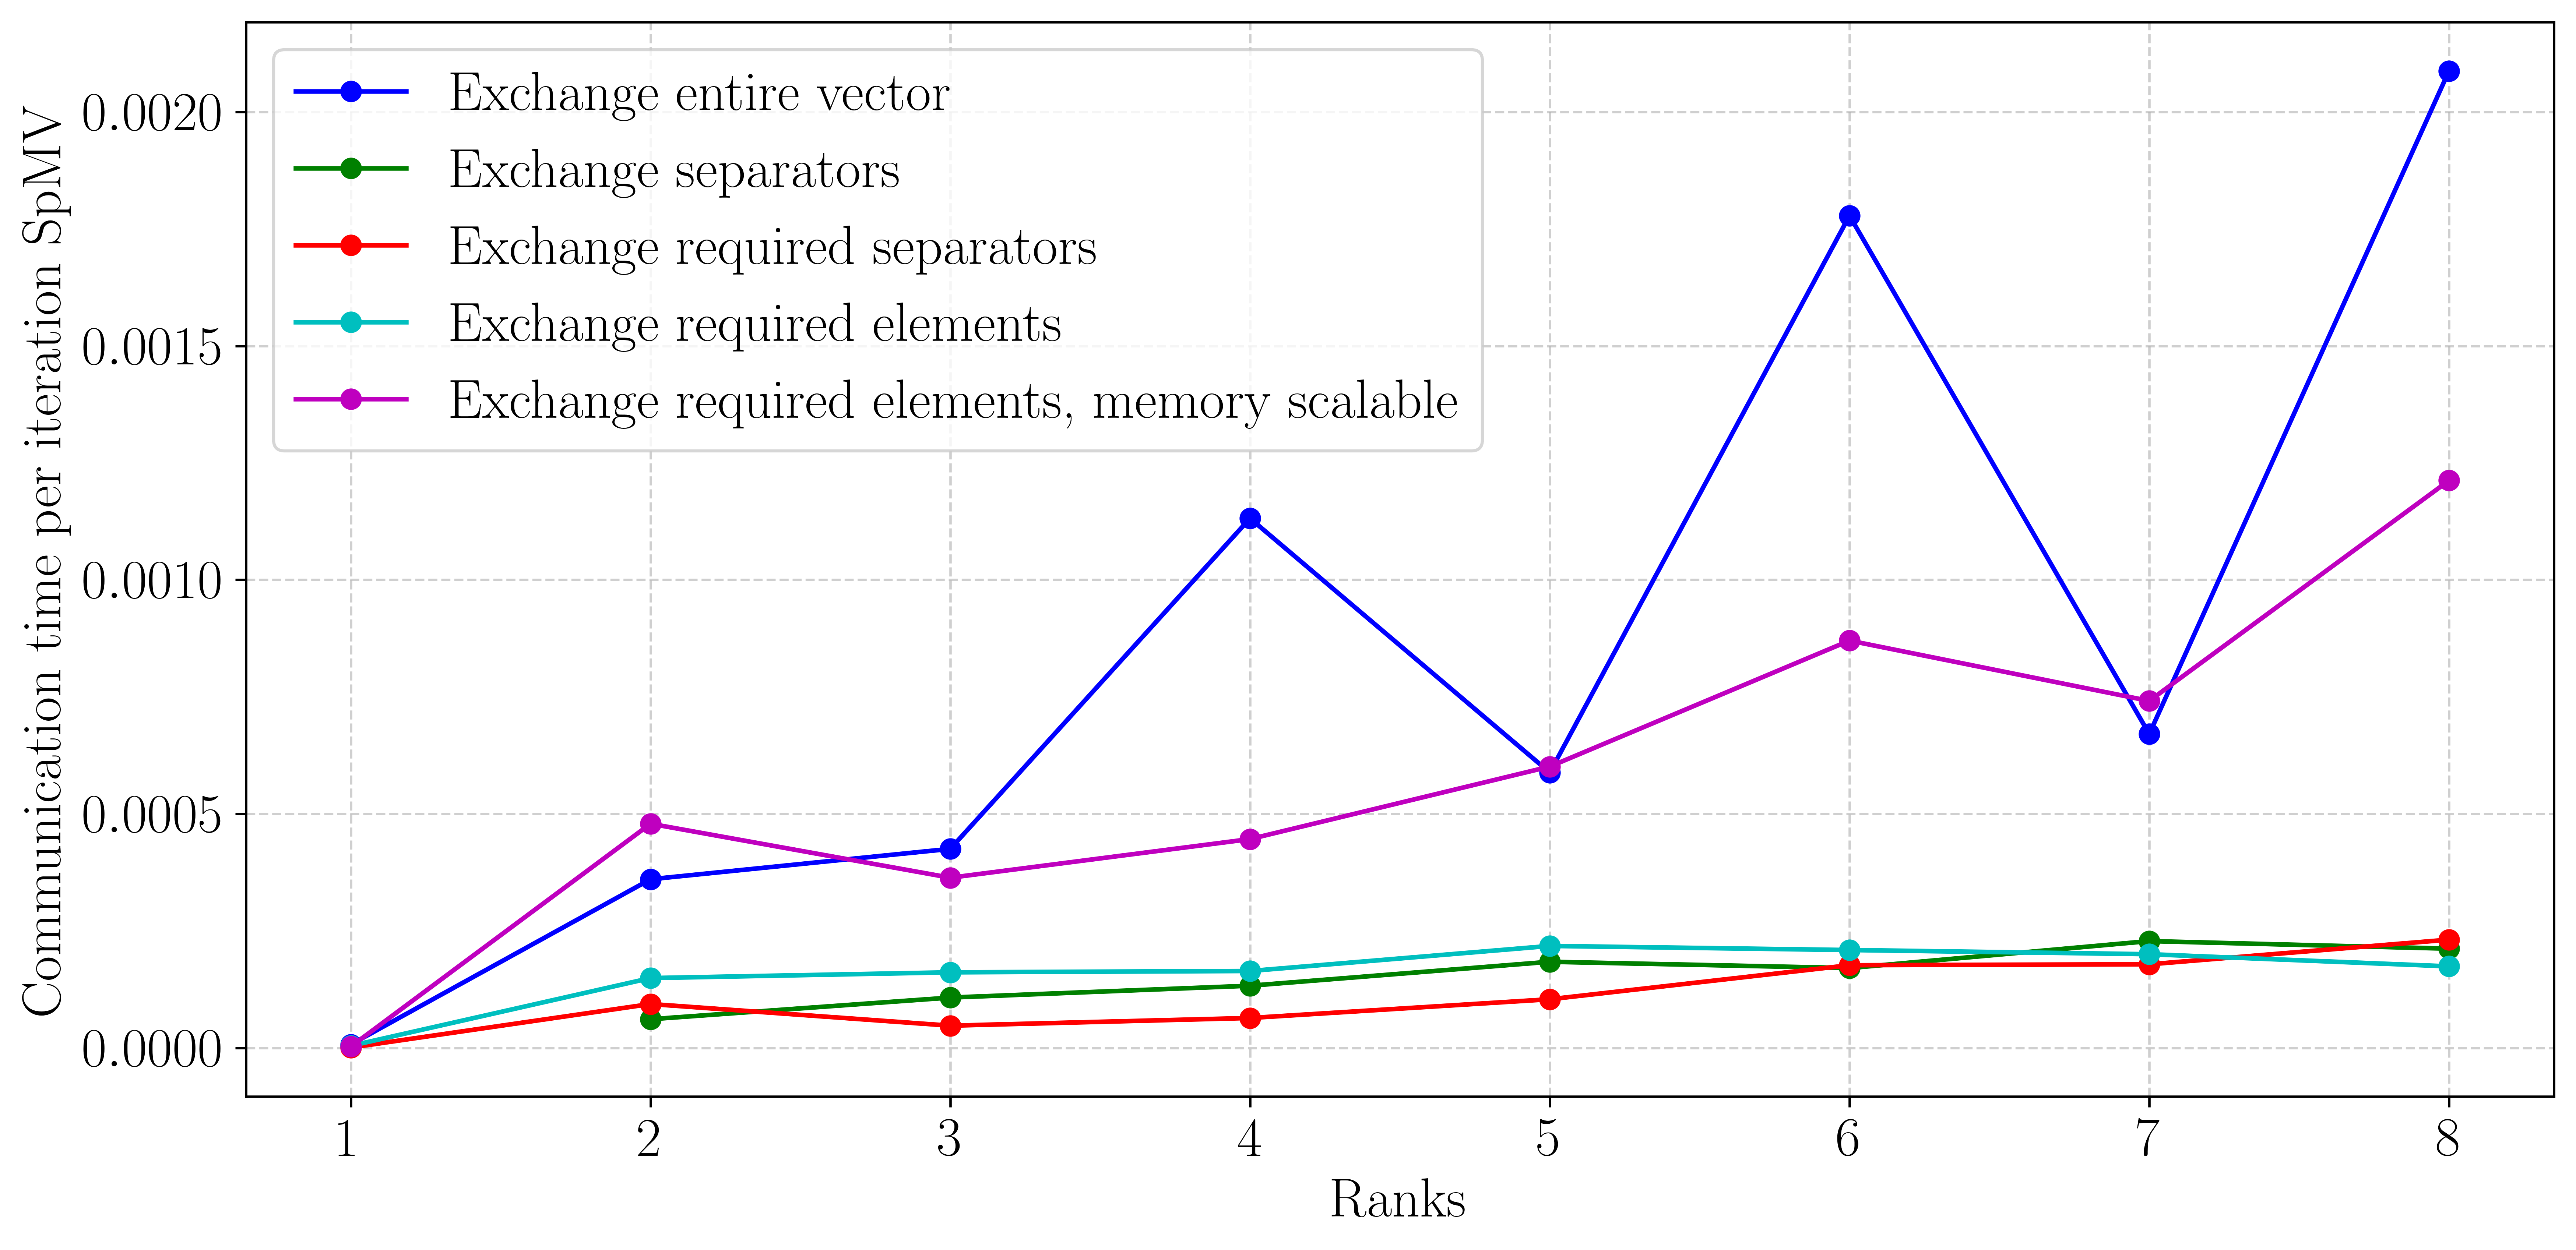 Communication time per iteration SpMV
0.0020
0.0015
0.0010
0.0005
0.0000
Exchange entire vector
Exchange separators
Exchange required separators
Exchange required elements
Exchange required elements, memory scalable
1 2 3 4 5 6 7 8
Ranks